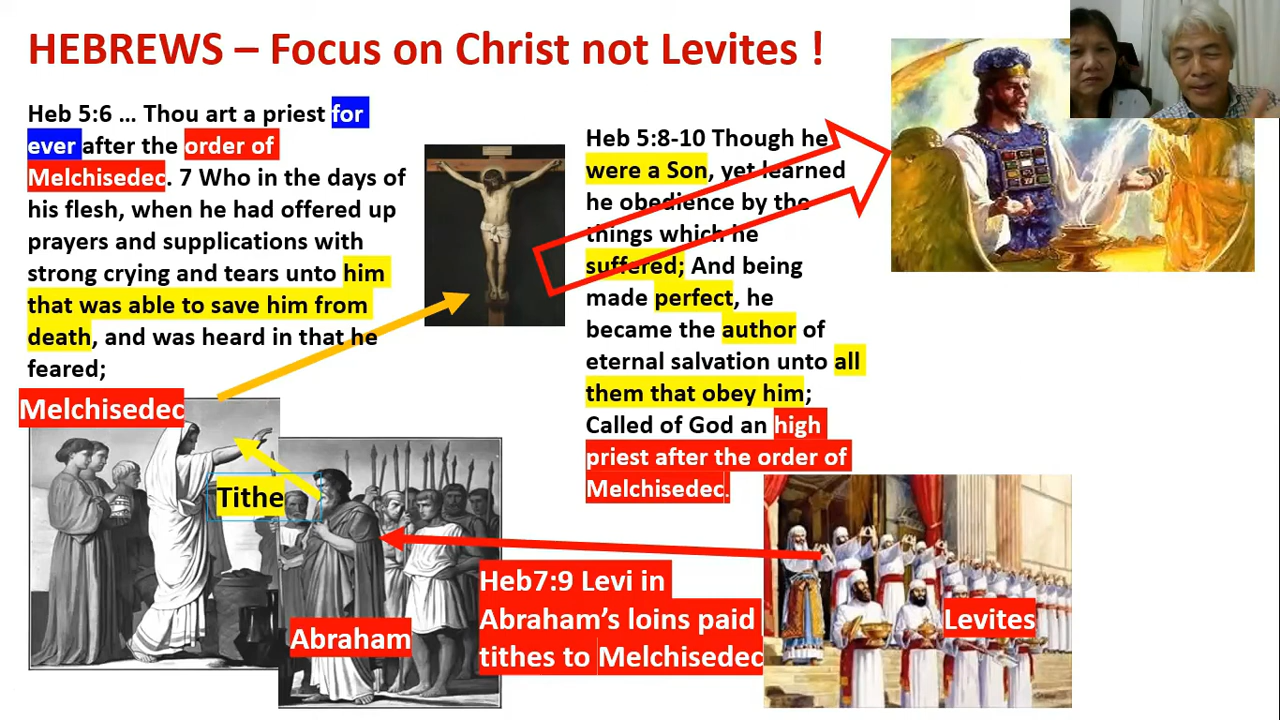 HEBREWS – Focus on Christ not Levites !
Heb 5:6 … Thou art a priest for
ever after the order of
Melchisedec. 7 Who in the days of
his flesh, when he had offered up
prayers and supplications with
strong crying and tears unto him
that was able to save him from
death, and was heard in that he
feared;
Heb 5:8-10 Though he
were a Son, yet learned
he obedience by the
things which he
suffered; And being
made perfect, he
became the author of
eternal salvation unto all
them that obey him;
Called of God an high
priest after the order of
Melchisedec.
Melchisedec
Tithe
Abraham
Heb7:9 Levi in
Abraham's loins paid
tithes to Melchisedec
Levites